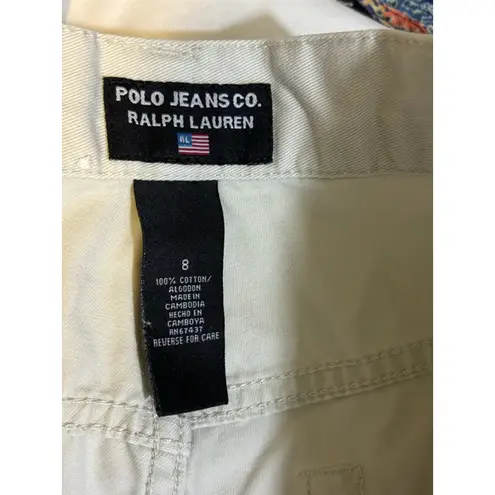 POLO JEANS CO.
RALPH LAUREN
RL
8
100% COTTON/
ALGODON
MADE IN
CAMBODIA
HECHO EN
CAMBOYA
RN67437
REVERSE FOR CARE